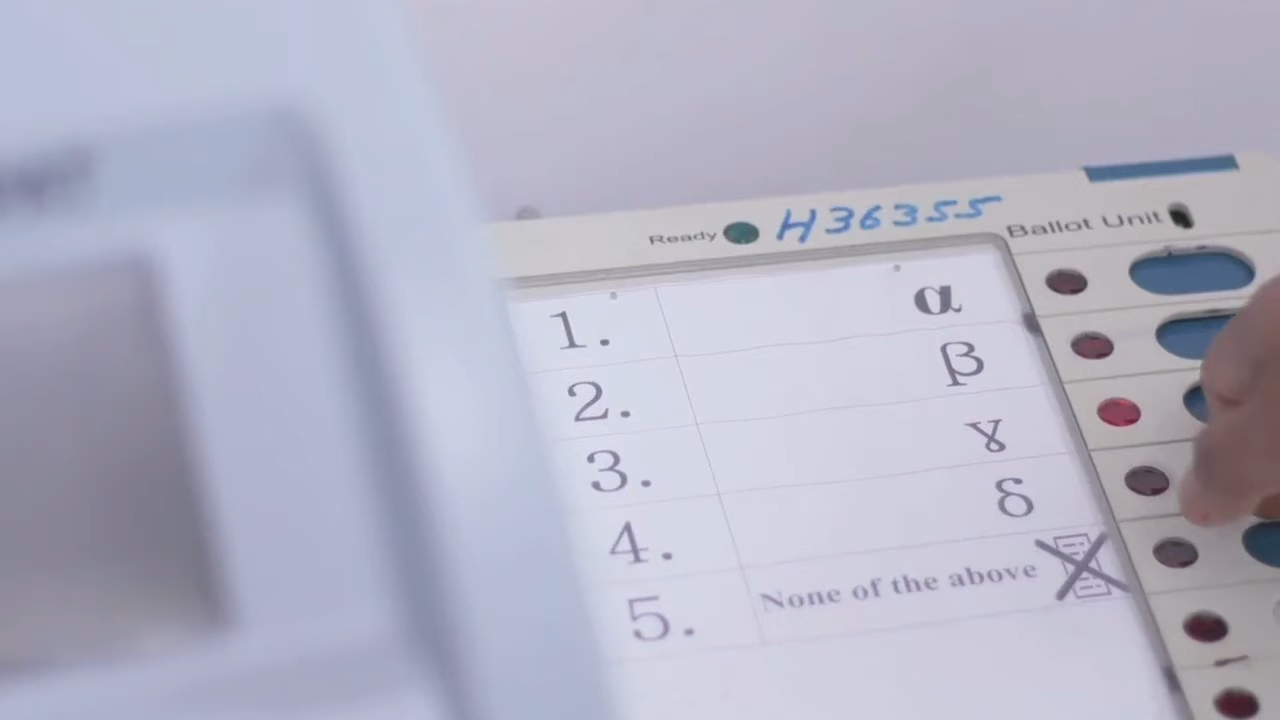 Ready H36355 Ballot Unit
1. α
2. β
3. ɣ
4. δ
5. None of the above